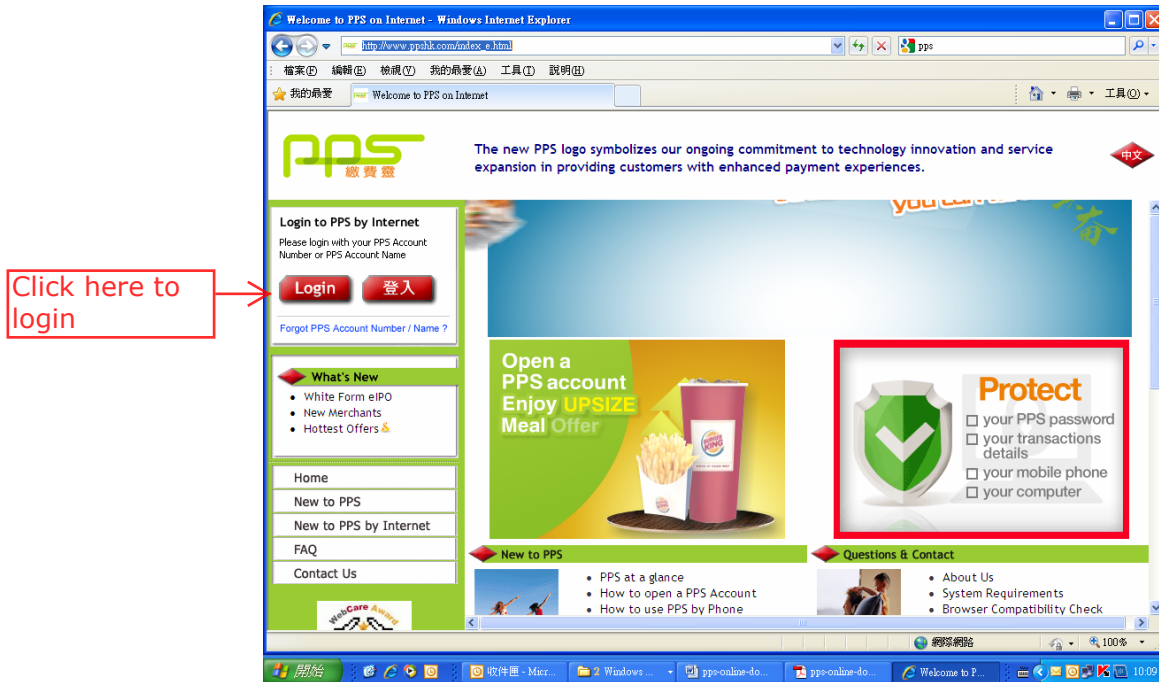 Welcome to PPS on Internet - Windows Internet Explorer
http://www.ppshk.com/index_e.html
pps
檔案(F) 編輯(E) 檢視(V) 我的最愛(A) 工具(T) 說明(H)
我的最愛 Welcome to PPS on Internet 工具(O)
pps
繳費靈
The new PPS logo symbolizes our ongoing commitment to technology innovation and service
expansion in providing customers with enhanced payment experiences.
中文
Login to PPS by Internet
Please login with your PPS Account
Number or PPS Account Name
Login 登入
Forgot PPS Account Number / Name ?
Click here to
login
What's New
White Form eIPO
New Merchants
Hottest Offers
Home
New to PPS
New to PPS by Internet
FAQ
Contact Us
WebCare Award
you can
Open a
PPS account
Enjoy UPSIZE
Meal Offer
BURGER
KING
Protect
your PPS password
your transactions
details
your mobile phone
your computer
New to PPS
PPS at a glance
How to open a PPS Account
How to use PPS by Phone
Questions & Contact
About Us
System Requirements
Browser Compatibility Check
網際網路 100%
開始 收件匣 - Micr... 2 Windows ... pps-online-do... pps-online-do... Welcome to P... 10:09